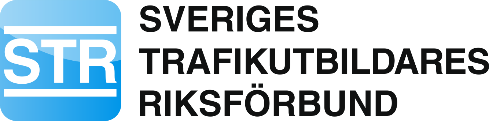 STR
SVERIGES
TRAFIKUTBILDARES
RIKSFÖRBUND